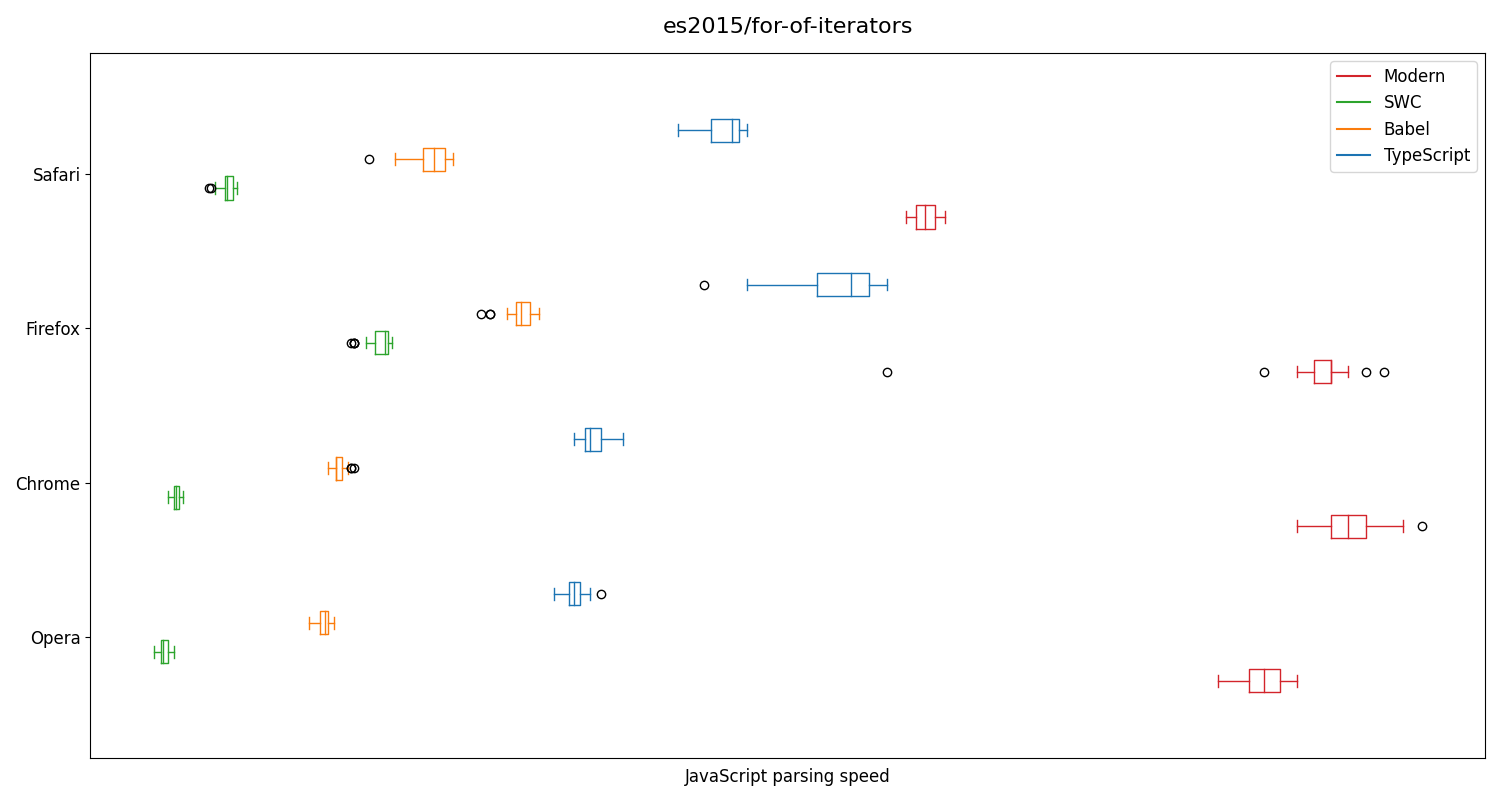 es2015/for-of-iterators
Modern
SWC
Babel
TypeScript
Safari
Firefox
Chrome
Opera
JavaScript parsing speed